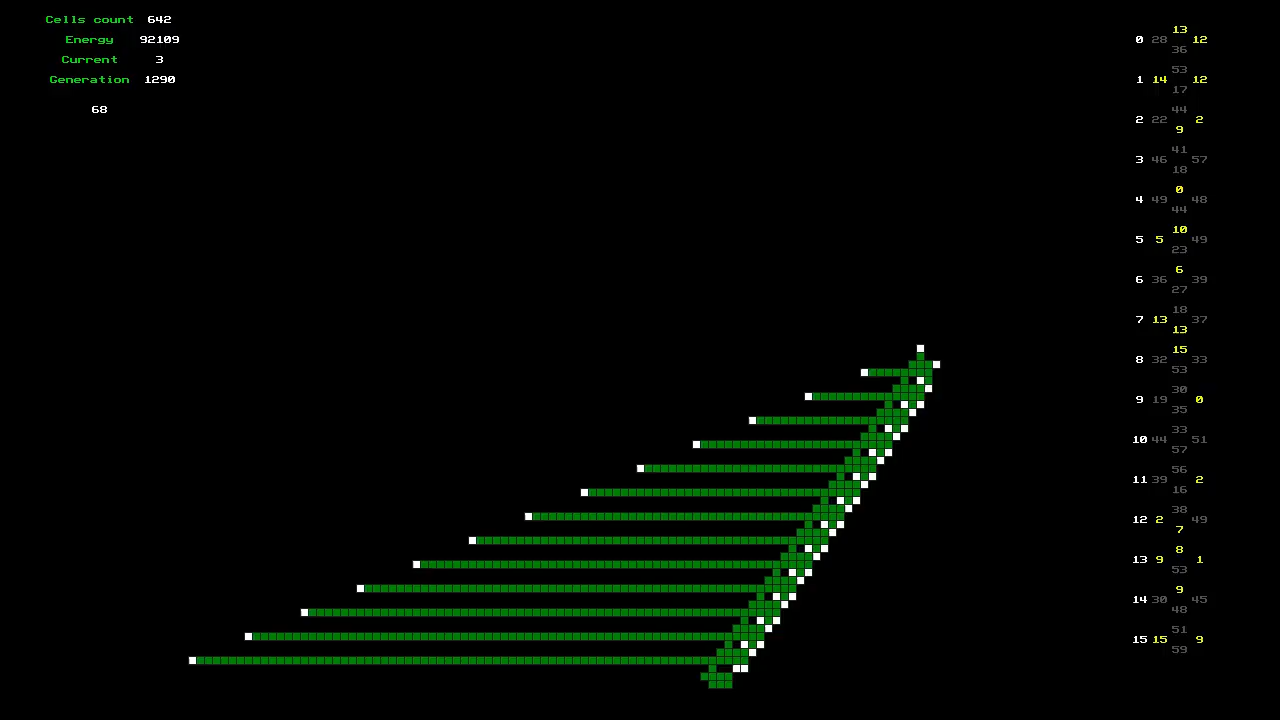 Cells count 642
Energy 92109
Current 3
Generation 1290
68
13
0 28 12
36
53
1 14 12
17
44
2 22 2
9
41
3 46 57
18
0
4 49 48
44
10
5 5 49
23
6
6 36 39
27
18
7 13 37
13
15
8 32 33
53
30
9 19 0
35
33
10 44 51
57
56
11 39 2
16
38
12 2 49
7
8
13 9 1
53
9
14 30 45
48
51
15 15 9
59